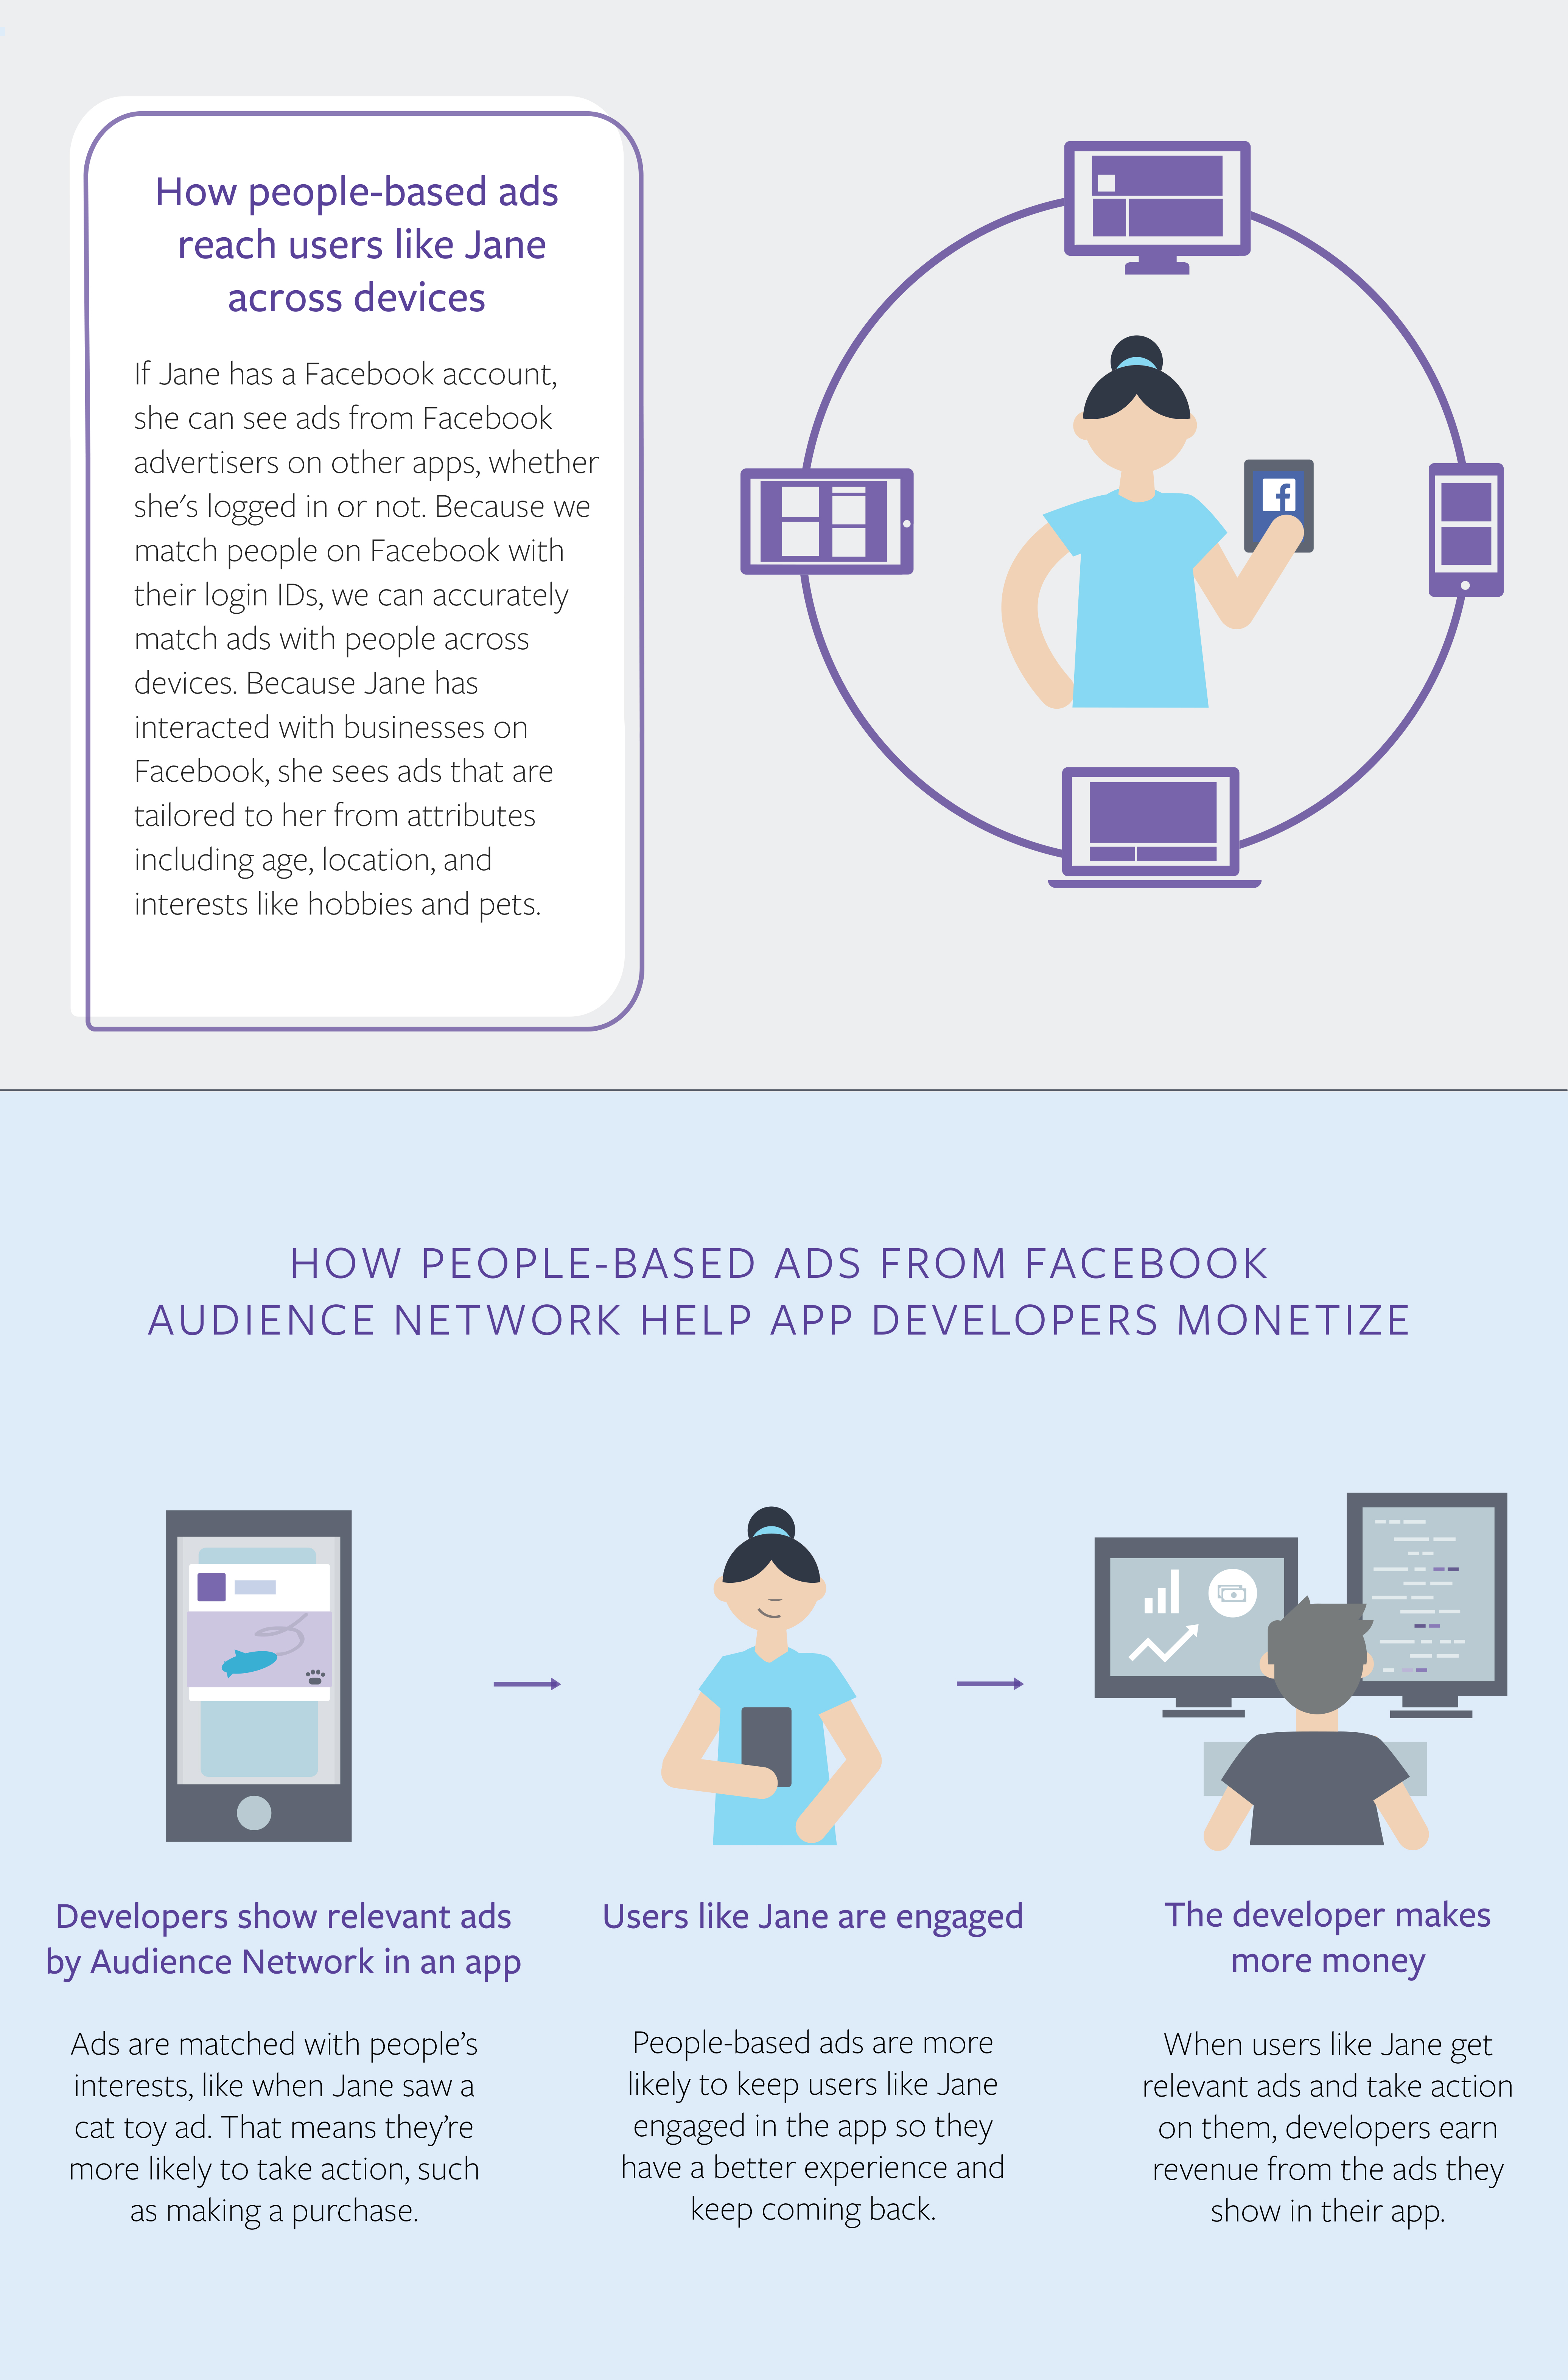 How people-based ads
reach users like Jane
across devices
If Jane has a Facebook account,
she can see ads from Facebook
advertisers on other apps, whether
she's logged in or not. Because we
match people on Facebook with
their login IDs, we can accurately
match ads with people across
devices. Because Jane has
interacted with businesses on
Facebook, she sees ads that are
tailored to her from attributes
including age, location, and
interests like hobbies and pets.
f
HOW PEOPLE-BASED ADS FROM FACEBOOK
AUDIENCE NETWORK HELP APP DEVELOPERS MONETIZE
Developers show relevant ads
by Audience Network in an app
Ads are matched with people’s
interests, like when Jane saw a
cat toy ad. That means they’re
more likely to take action, such
as making a purchase.
Users like Jane are engaged
People-based ads are more
likely to keep users like Jane
engaged in the app so they
have a better experience and
keep coming back.
The developer makes
more money
When users like Jane get
relevant ads and take action
on them, developers earn
revenue from the ads they
show in their app.